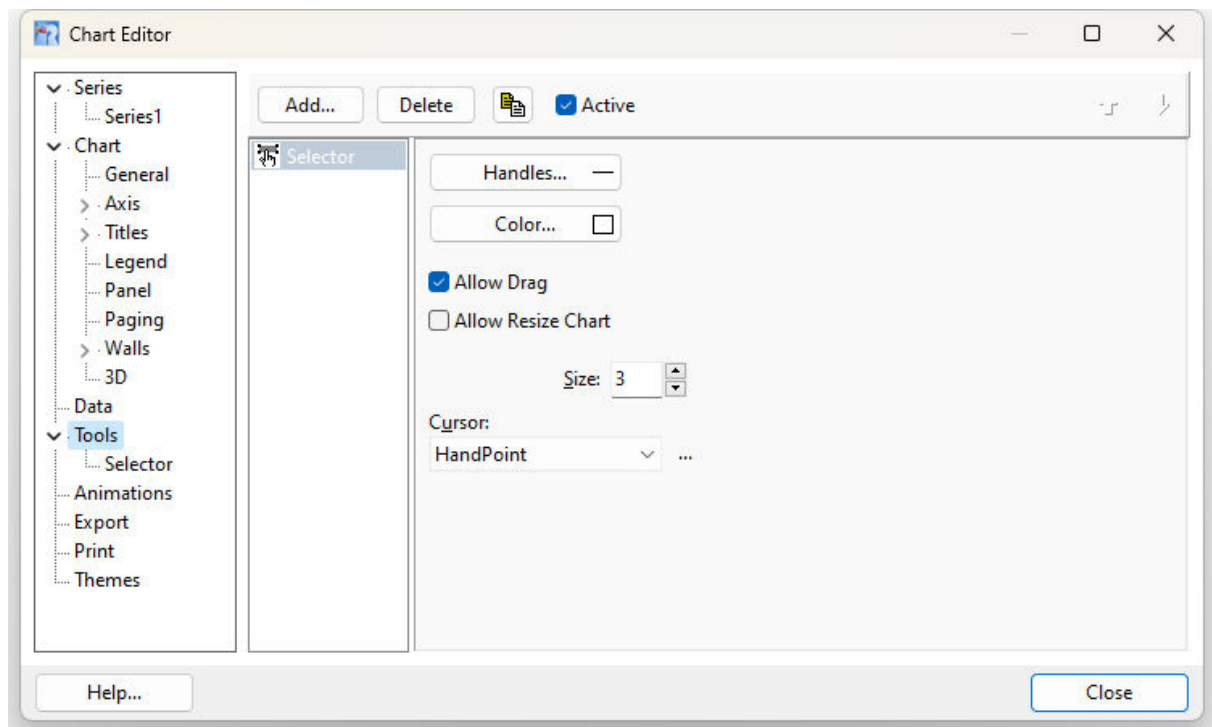 Chart Editor
Series
Series1
Chart
General
Axis
Titles
Legend
Panel
Paging
Walls
3D
Data
Tools
Selector
Animations
Export
Print
Themes
Add...
Delete
Active
Selector
Handles...
Color...
Allow Drag
Allow Resize Chart
Size: 3
Cursor:
HandPoint
...
Help...
Close